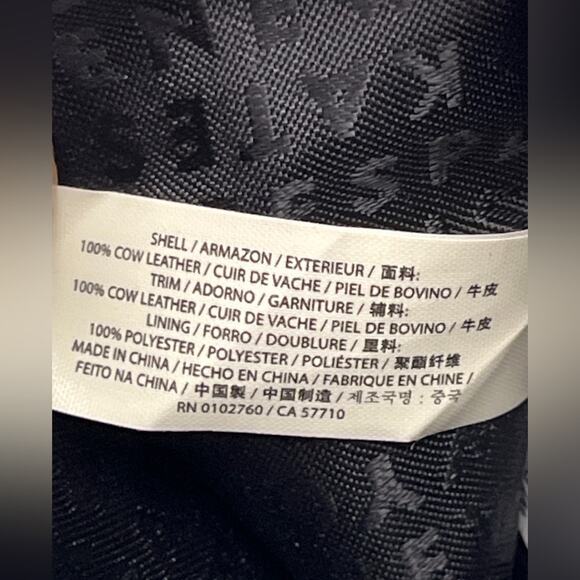 KATE
SHELL / ARMAZON / EXTERIEUR / 面料:
100% COW LEATHER / CUIR DE VACHE / PIEL DE BOVINO / 牛皮
TRIM / ADORNO / GARNITURE / 辅料:
100% COW LEATHER / CUIR DE VACHE / PIEL DE BOVINO / 牛皮
LINING / FORRO / DOUBLURE / 里料:
100% POLYESTER / POLYESTER / POLIÉSTER / 聚酯纤维
MADE IN CHINA / HECHO EN CHINA / FABRIQUE EN CHINE /
FEITO NA CHINA / 中国製 / 中国制造 / 제조국명 : 중국
RN 0102760 / CA 57710